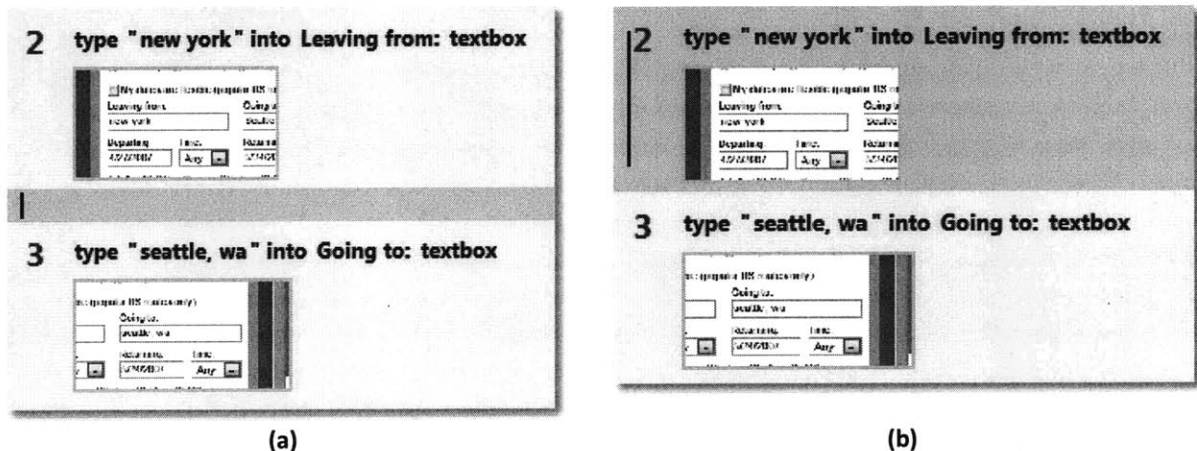 2 type "new york" into Leaving from: textbox
Leaving from:
new york
Departing Time:
Any
3 type "seattle, wa" into Going to: textbox
Going to:
seattle, wa
Returning Time:
Any
(a)
2 type "new york" into Leaving from: textbox
Leaving from:
new york
Departing Time:
Any
3 type "seattle, wa" into Going to: textbox
Going to:
seattle, wa
Returning Time:
Any
(b)